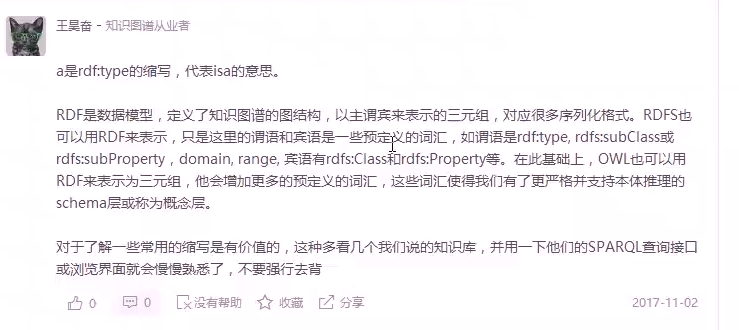 王昊奋 - 知识图谱从业者
a是rdf:type的缩写，代表isa的意思。
RDF是数据模型，定义了知识图谱的图结构，以主谓宾来表示的三元组，对应很多序列化格式。RDFS也
可以用RDF来表示，只是这里的谓语和宾语是一些预定义的词汇，如谓语是rdf:type, rdfs:subClass或
rdfs:subProperty，domain, range, 宾语有rdfs:Class和rdfs:Property等。在此基础上，OWL也可以用
RDF来表示为三元组，他会增加更多的预定义的词汇，这些词汇使得我们有了更严格并支持本体推理的
schema层或称为概念层。
对于了解一些常用的缩写是有价值的，这种多看几个我们说的知识库，并用一下他们的SPARQL查询接口
或浏览界面就会慢慢熟悉了，不要强行去背
0 0 没有帮助 收藏 分享 2017-11-02